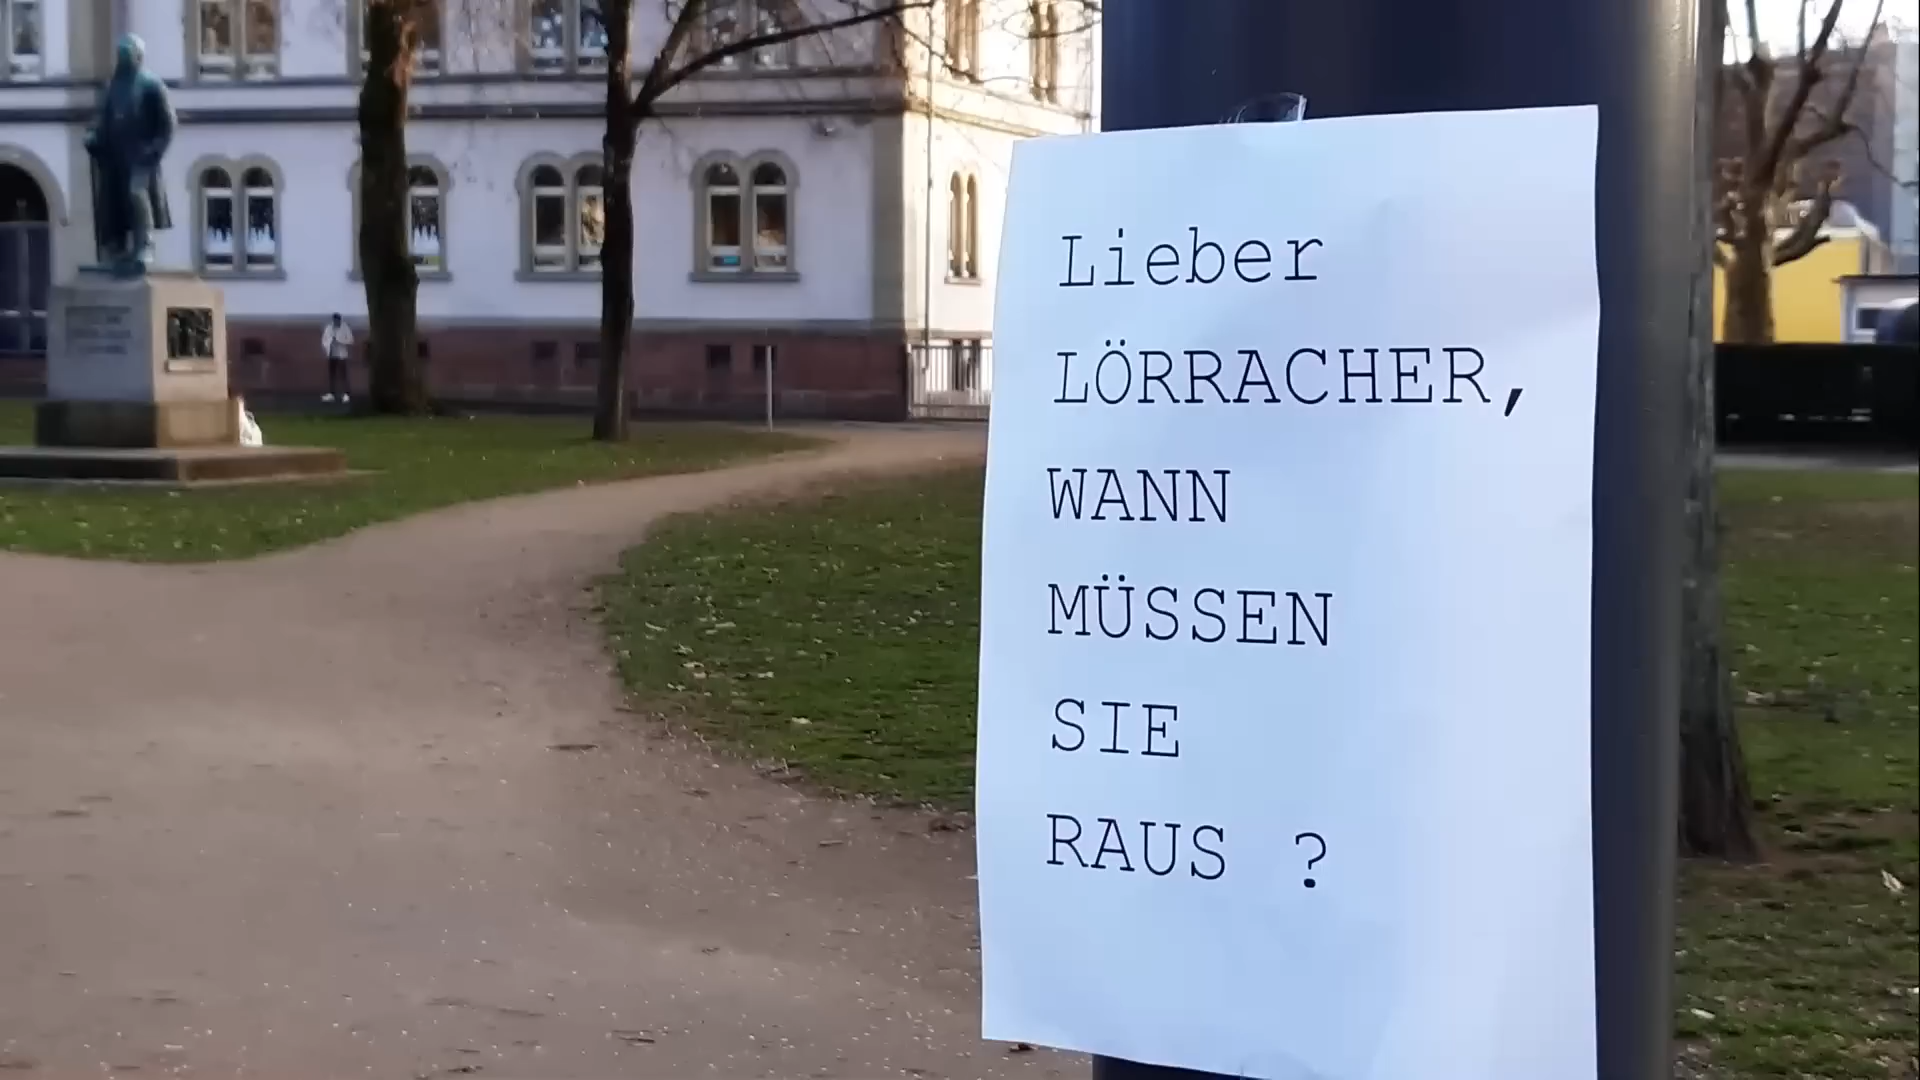 Lieber
LÖRRACHER,
WANN
MÜSSEN
SIE
RAUS ?